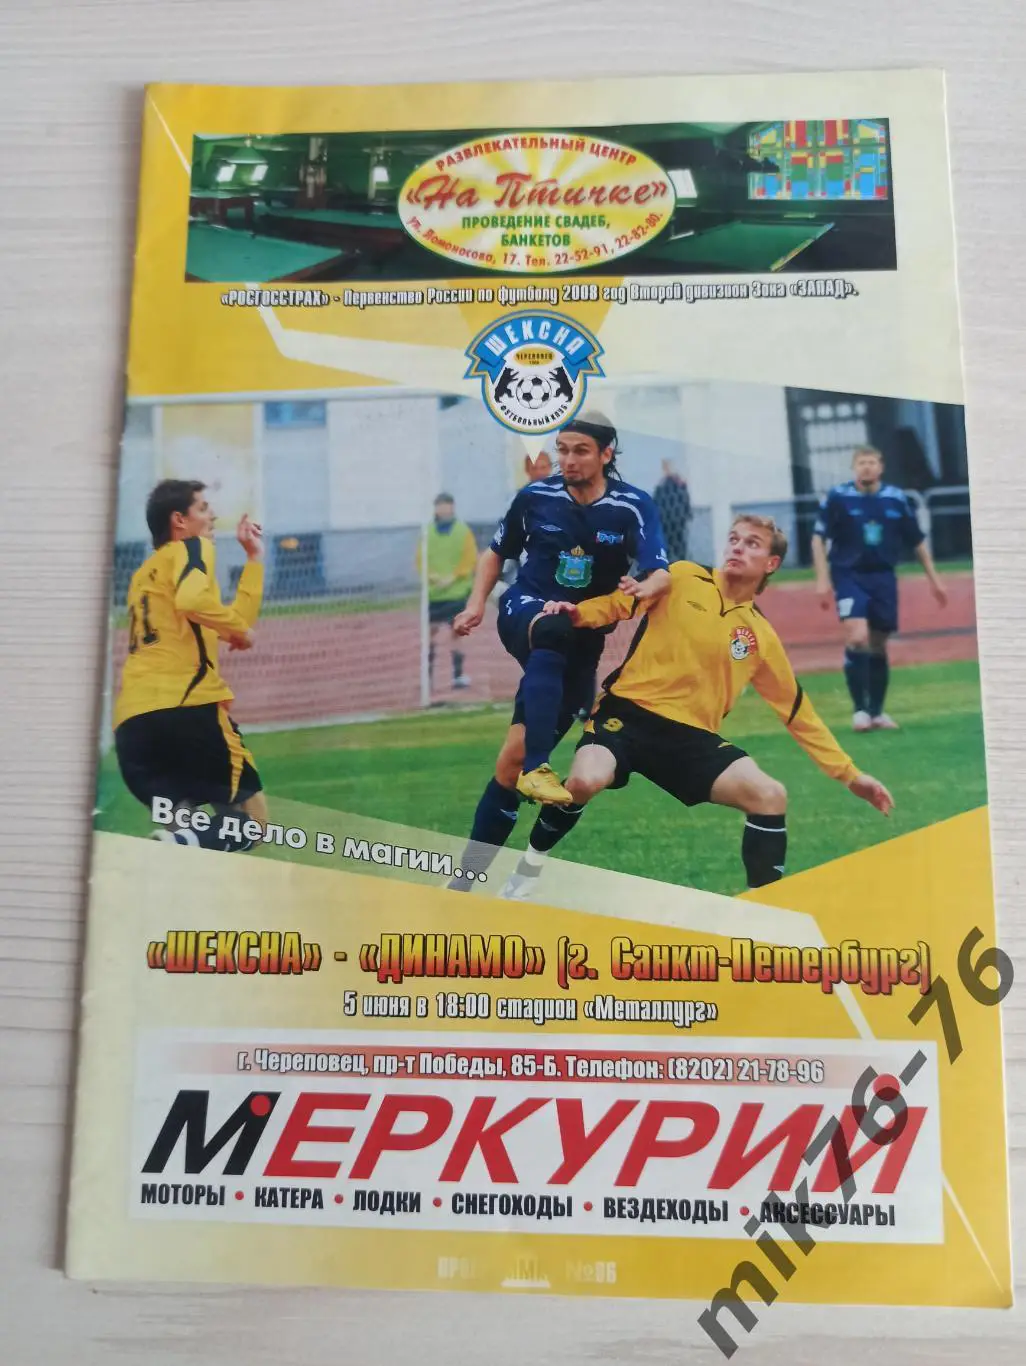 РАЗВЛЕКАТЕЛЬНЫЙ ЦЕНТР
«На Птичке»
ПРОВЕДЕНИЕ СВАДЕБ,
БАНКЕТОВ
ул. Ломоносова, 17. Тел. 22-52-91, 22-82-80.
«РОСГОССТРАХ» - Первенство России по футболу 2008 год Второй дивизион Зона «ЗАПАД».
ШЕКСНА
ЧЕРЕПОВЕЦ
ФУТБОЛЬНЫЙ КЛУБ
21
9
Все дело в магии...
«ШЕКСНА» - «ДИНАМО» (г. Санкт-Петербург)
5 июня в 18:00 стадион «Металлург»
г. Череповец, пр-т Победы, 85-Б. Телефон: (8202) 21-78-96
МЕРКУРИЙ
МОТОРЫ • КАТЕРА • ЛОДКИ • СНЕГОХОДЫ • ВЕЗДЕХОДЫ • АКСЕССУАРЫ
№06
mik76-76